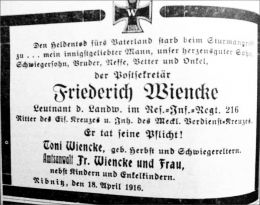 Den Heldentod fürs Vaterland starb beim Sturmangriff
zu . . . . mein innigstgeliebter Mann, unser herzensguter Sohn,
Schwiegersohn, Bruder, Neffe, Vetter und Onkel,
der Postsekretär
Friederich Wiencke
Leutnant d. Landw. im Res.-Inf.-Regt. 216
Ritter des Eis. Kreuzes u. Inh. des Meckl. Verdienst-Kreuzes.
Er tat seine Pflicht!
Toni Wiencke, geb. Herbst und Schwiegereltern.
Amtsanwalt Fr. Wiencke und Frau,
nebst Kindern und Enkelkindern.
Ribnitz, den 18. April 1916.